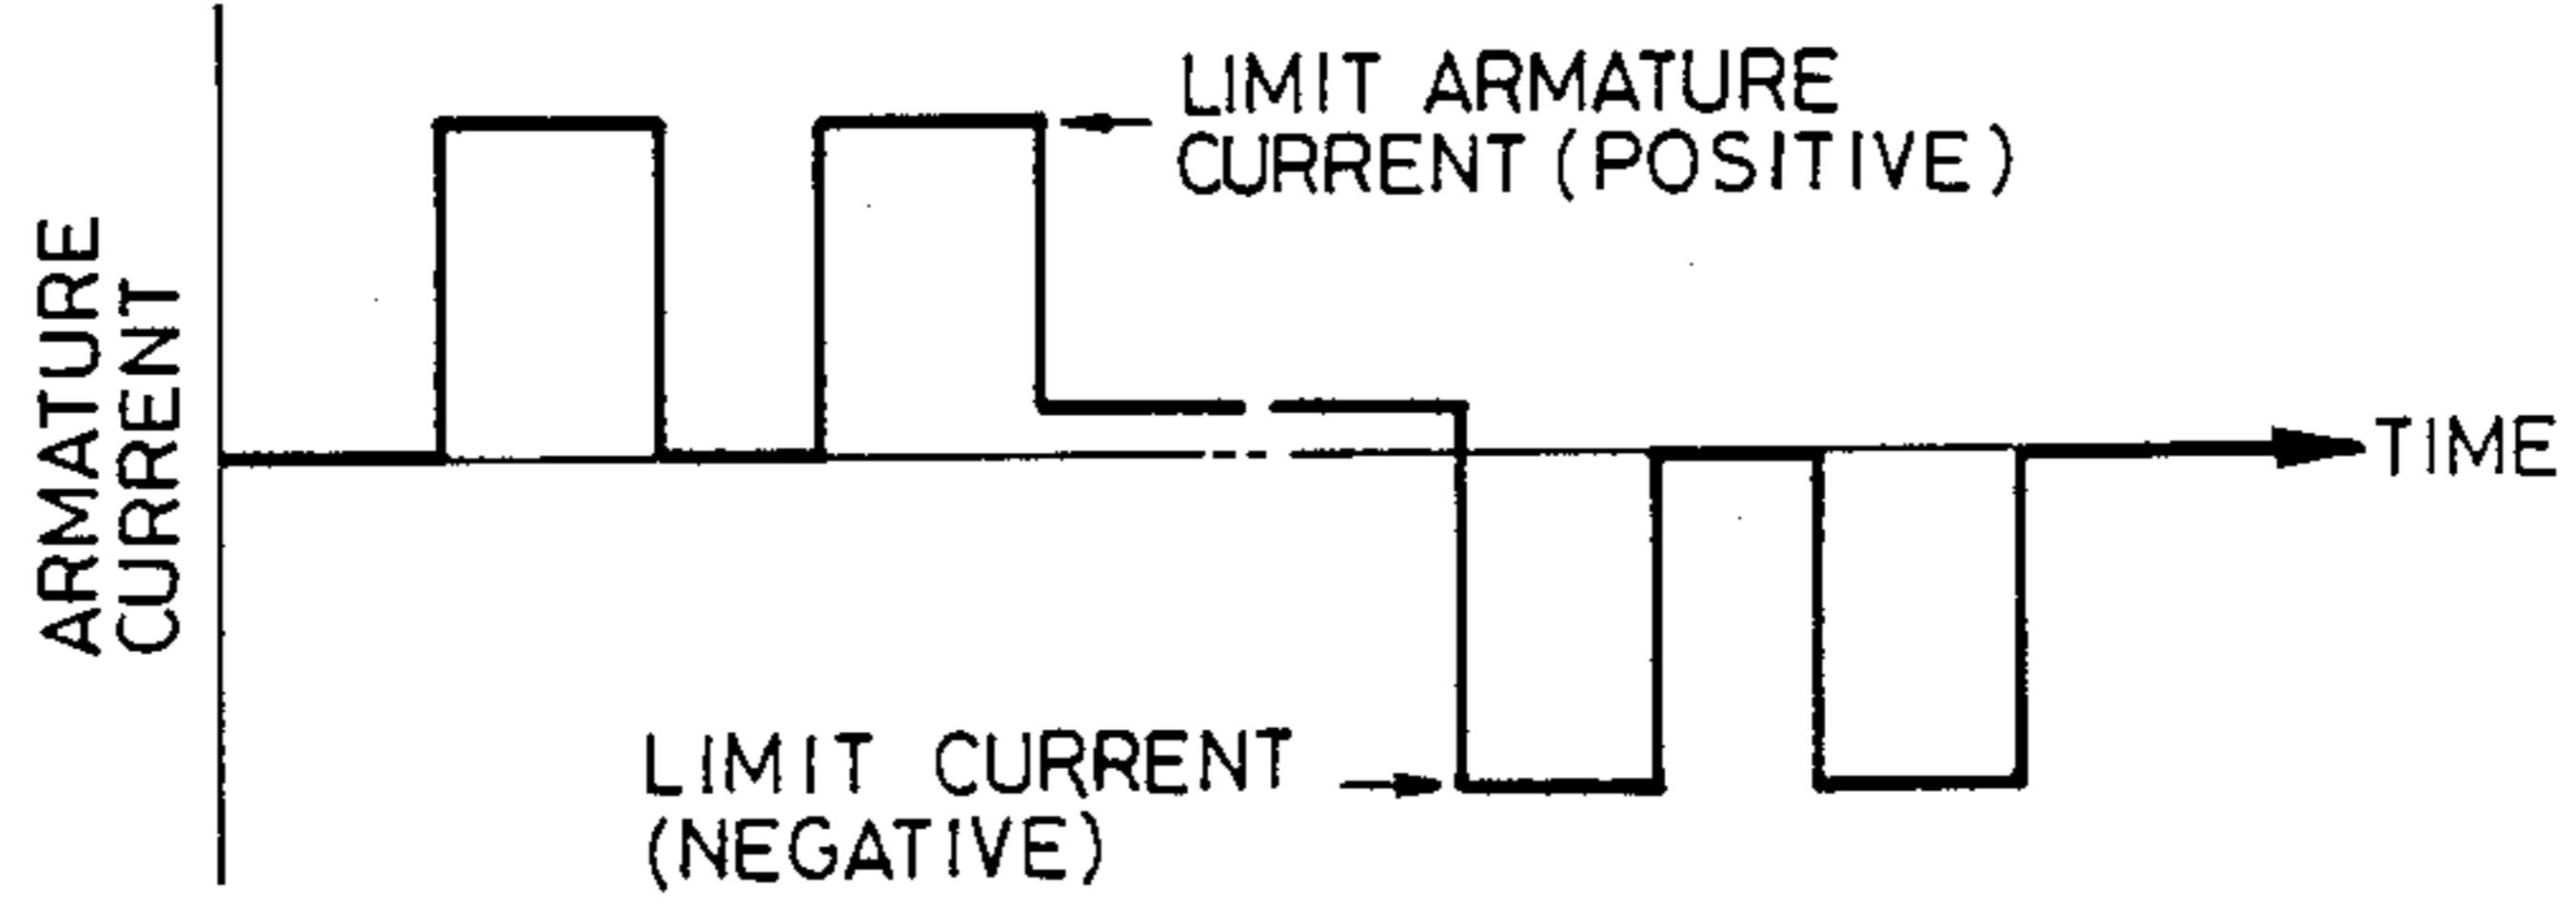 LIMIT ARMATURE
CURRENT (POSITIVE)
ARMATURE
CURRENT
TIME
LIMIT CURRENT
(NEGATIVE)